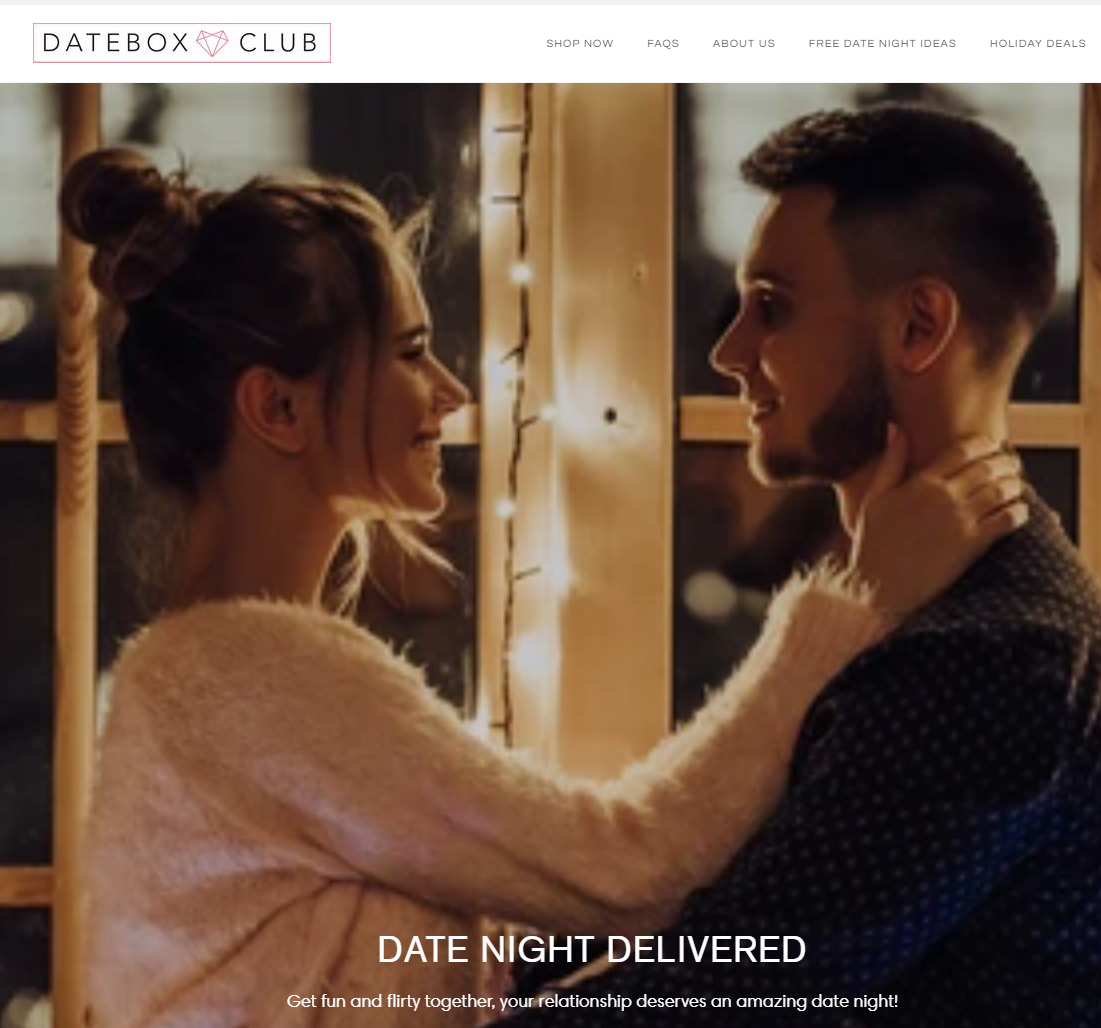 DATEBOX CLUB
SHOP NOW FAQS ABOUT US FREE DATE NIGHT IDEAS HOLIDAY DEALS
DATE NIGHT DELIVERED
Get fun and flirty together, your relationship deserves an amazing date night!